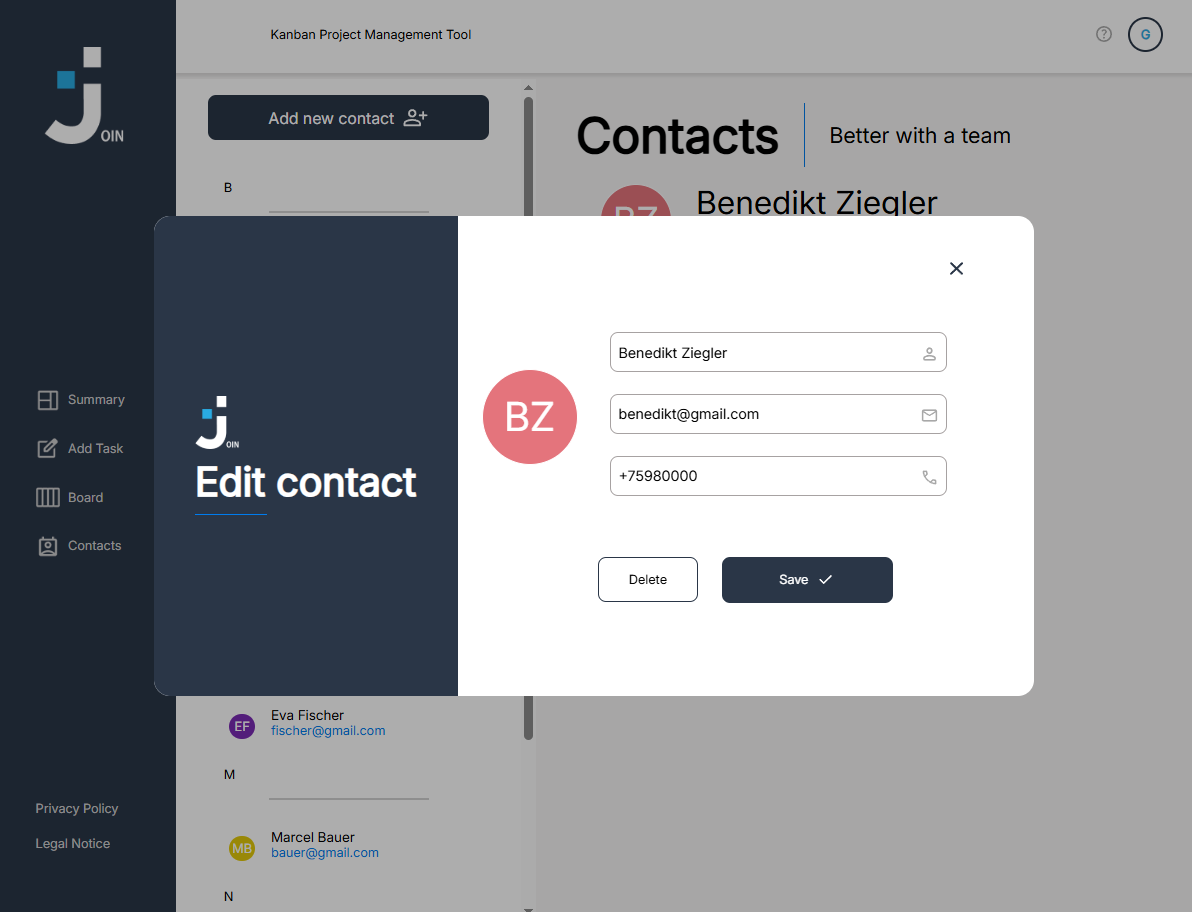 Kanban Project Management Tool
?
G
JOIN
Add new contact
Contacts
Better with a team
B
BZ
Benedikt Ziegler
Summary
Add Task
Board
Contacts
Privacy Policy
Legal Notice
JOIN
Edit contact
BZ
Benedikt Ziegler
benedikt@gmail.com
+75980000
Delete
Save
EF
Eva Fischer
fischer@gmail.com
M
MB
Marcel Bauer
bauer@gmail.com
N